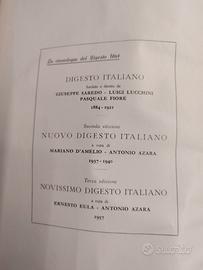 La cronologia del Digesto Utet
DIGESTO ITALIANO
fondato e diretto da
GIUSEPPE SAREDO - LUIGI LUCCHINI
PASQUALE FIORE
1884-1921
Seconda edizione
NUOVO DIGESTO ITALIANO
a cura di
MARIANO D'AMELIO - ANTONIO AZARA
1937-1940
Terza edizione
NOVISSIMO DIGESTO ITALIANO
a cura di
ERNESTO EULA - ANTONIO AZARA
1957
subito